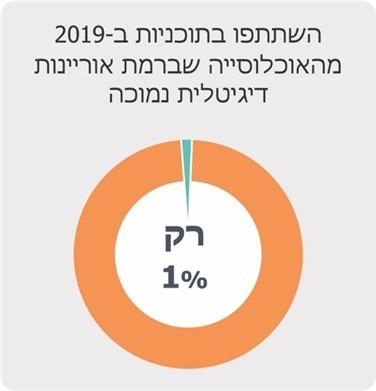 השתתפו בתוכניות ב-2019
מהאוכלוסייה שברמת אוריינות
דיגיטלית נמוכה
רק
1%